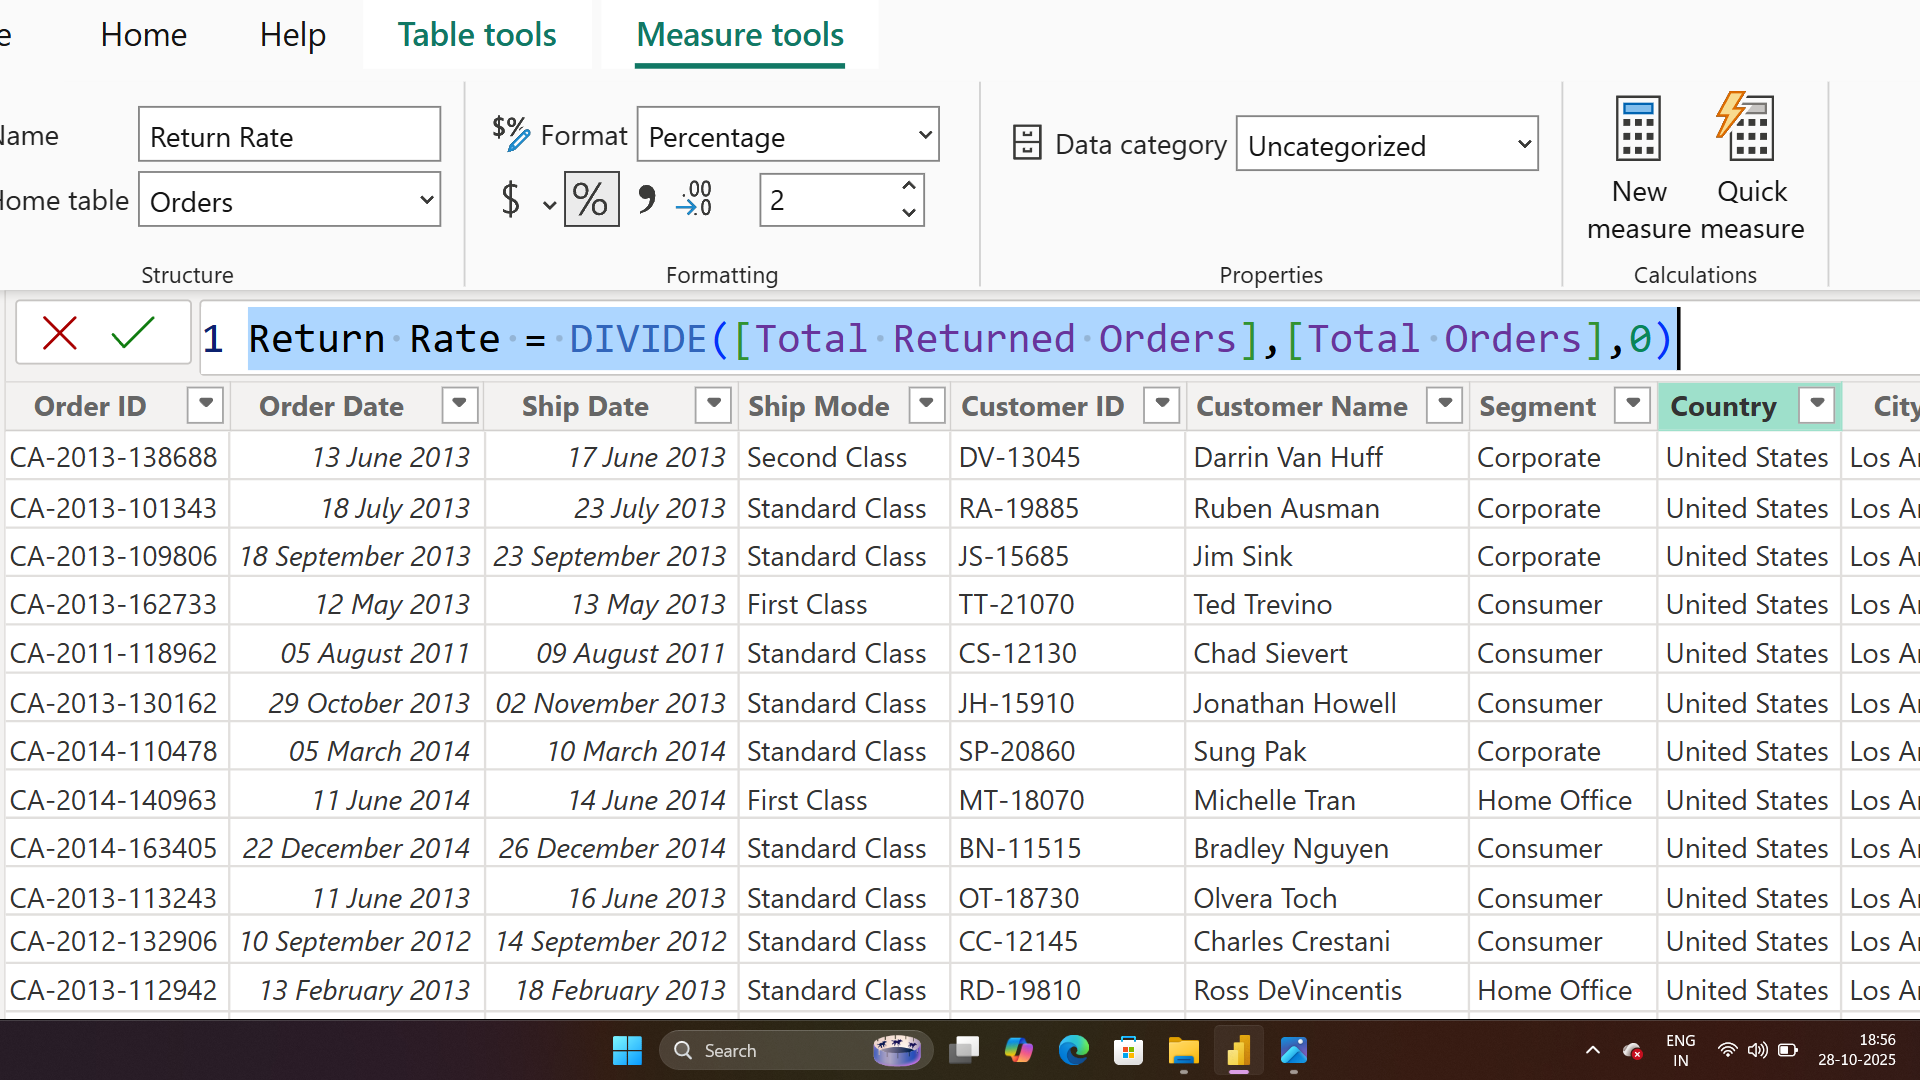 Home Help Table tools Measure tools
Name Return Rate Format Percentage Data category Uncategorized New measure Quick measure
Home table Orders $ % , .00 .0 2
Structure Formatting Properties Calculations
1 Return Rate = DIVIDE([Total Returned Orders],[Total Orders],0)
Order ID Order Date Ship Date Ship Mode Customer ID Customer Name Segment Country City
CA-2013-138688 13 June 2013 17 June 2013 Second Class DV-13045 Darrin Van Huff Corporate United States Los
CA-2013-101343 18 July 2013 23 July 2013 Standard Class RA-19885 Ruben Ausman Corporate United States Los
CA-2013-109806 18 September 2013 23 September 2013 Standard Class JS-15685 Jim Sink Corporate United States Los
CA-2013-162733 12 May 2013 13 May 2013 First Class TT-21070 Ted Trevino Consumer United States Los
CA-2011-118962 05 August 2011 09 August 2011 Standard Class CS-12130 Chad Sievert Consumer United States Los
CA-2013-130162 29 October 2013 02 November 2013 Standard Class JH-15910 Jonathan Howell Consumer United States Los
CA-2014-110478 05 March 2014 10 March 2014 Standard Class SP-20860 Sung Pak Corporate United States Los
CA-2014-140963 11 June 2014 14 June 2014 First Class MT-18070 Michelle Tran Home Office United States Los
CA-2014-163405 22 December 2014 26 December 2014 Standard Class BN-11515 Bradley Nguyen Consumer United States Los
CA-2013-113243 11 June 2013 16 June 2013 Standard Class OT-18730 Olvera Toch Consumer United States Los
CA-2012-132906 10 September 2012 14 September 2012 Standard Class CC-12145 Charles Crestani Consumer United States Los
CA-2013-112942 13 February 2013 18 February 2013 Standard Class RD-19810 Ross DeVincentis Home Office United States Los
Search ENG 18:56
IN 28-10-2025